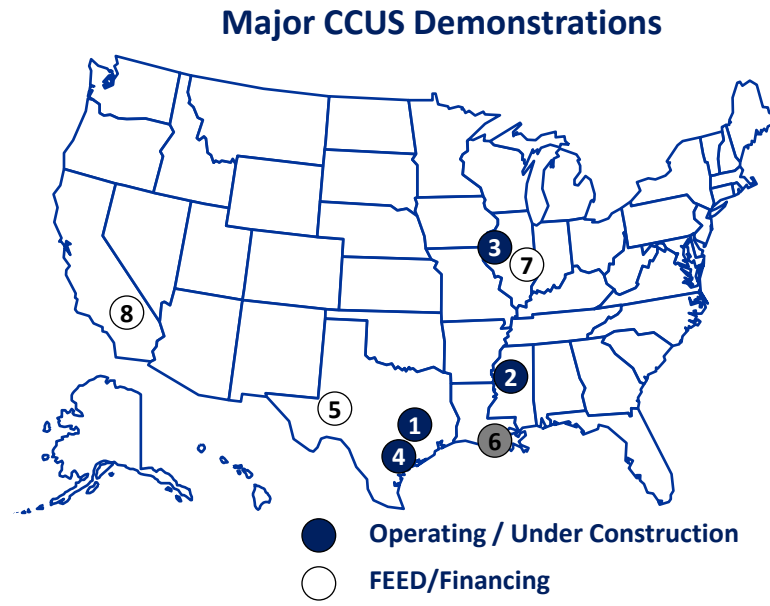 Major CCUS Demonstrations
3
7
8
2
5
1
6
4
Operating / Under Construction
FEED/Financing